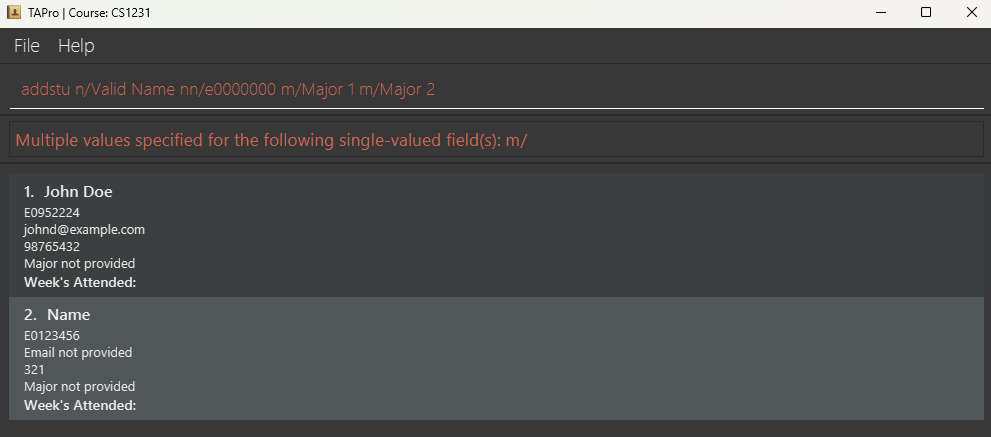 TAPro | Course: CS1231
File Help
addstu n/Valid Name nn/e0000000 m/Major 1 m/Major 2
Multiple values specified for the following single-valued field(s): m/
1. John Doe
E0952224
johnd@example.com
98765432
Major not provided
Week's Attended:
2. Name
E0123456
Email not provided
321
Major not provided
Week's Attended: